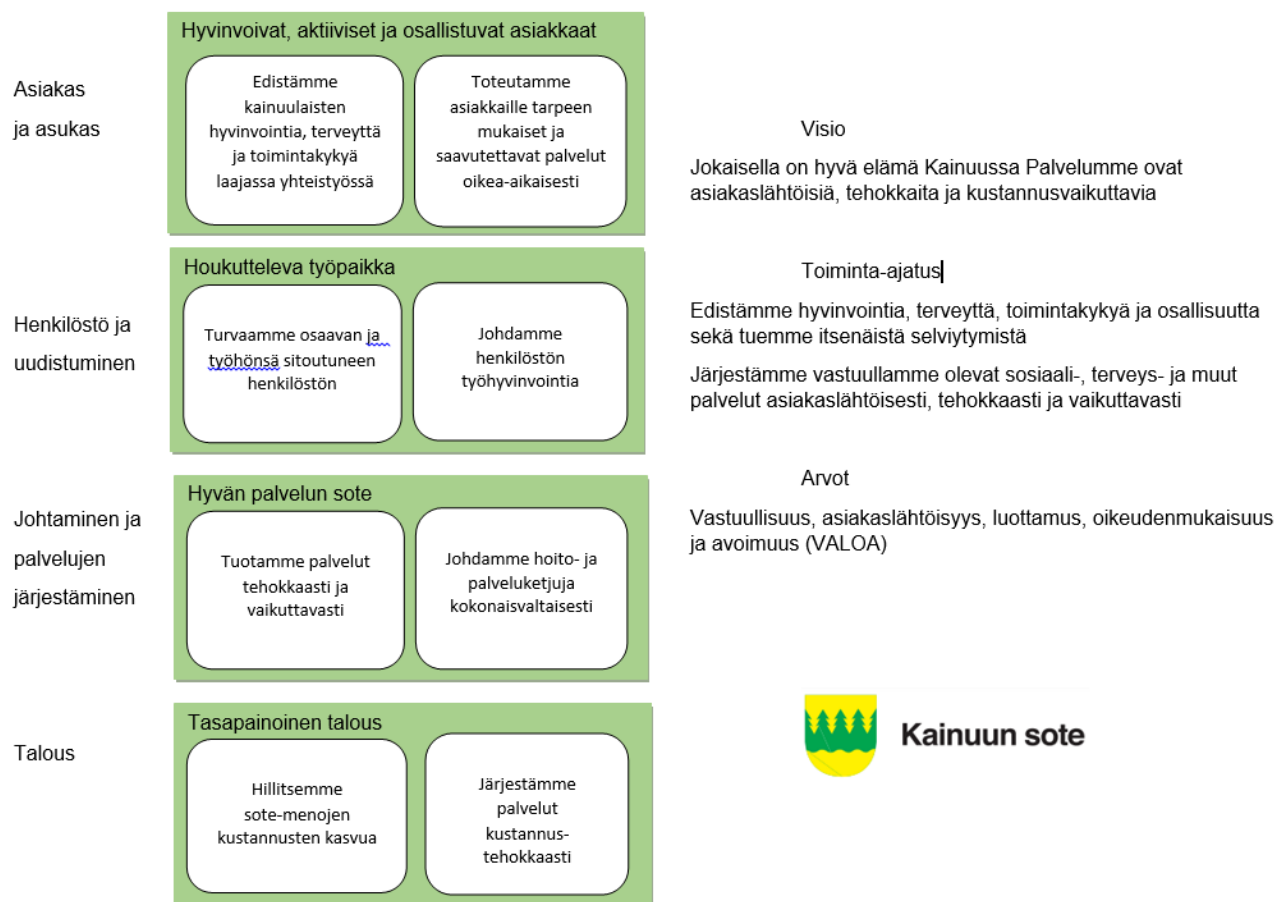 Asiakas
ja asukas
Hyvinvoivat, aktiiviset ja osallistuvat asiakkaat
Edistämme
kainuulaisten
hyvinvointia, terveyttä
ja toimintakykyä
laajassa yhteistyössä
Toteutamme
asiakkaille tarpeen
mukaiset ja
saavutettavat palvelut
oikea-aikaisesti
Henkilöstö ja
uudistuminen
Houkutteleva työpaikka
Turvaamme osaavan ja
työhönsä sitoutuneen
henkilöstön
Johdamme
henkilöstön
työhyvinvointia
Johtaminen ja
palvelujen
järjestäminen
Hyvän palvelun sote
Tuotamme palvelut
tehokkaasti ja
vaikuttavasti
Johdamme hoito- ja
palveluketjuja
kokonaisvaltaisesti
Talous
Tasapainoinen talous
Hillitsemme
sote-menojen
kustannusten kasvua
Järjestämme
palvelut
kustannus-
tehokkaasti
Visio
Jokaisella on hyvä elämä Kainuussa Palvelumme ovat
asiakaslähtöisiä, tehokkaita ja kustannusvaikuttavia
Toiminta-ajatus
Edistämme hyvinvointia, terveyttä, toimintakykyä ja osallisuutta
sekä tuemme itsenäistä selviytymistä
Järjestämme vastuullamme olevat sosiaali-, terveys- ja muut
palvelut asiakaslähtöisesti, tehokkaasti ja vaikuttavasti
Arvot
Vastuullisuus, asiakaslähtöisyys, luottamus, oikeudenmukaisuus
ja avoimuus (VALOA)
Kainuun sote